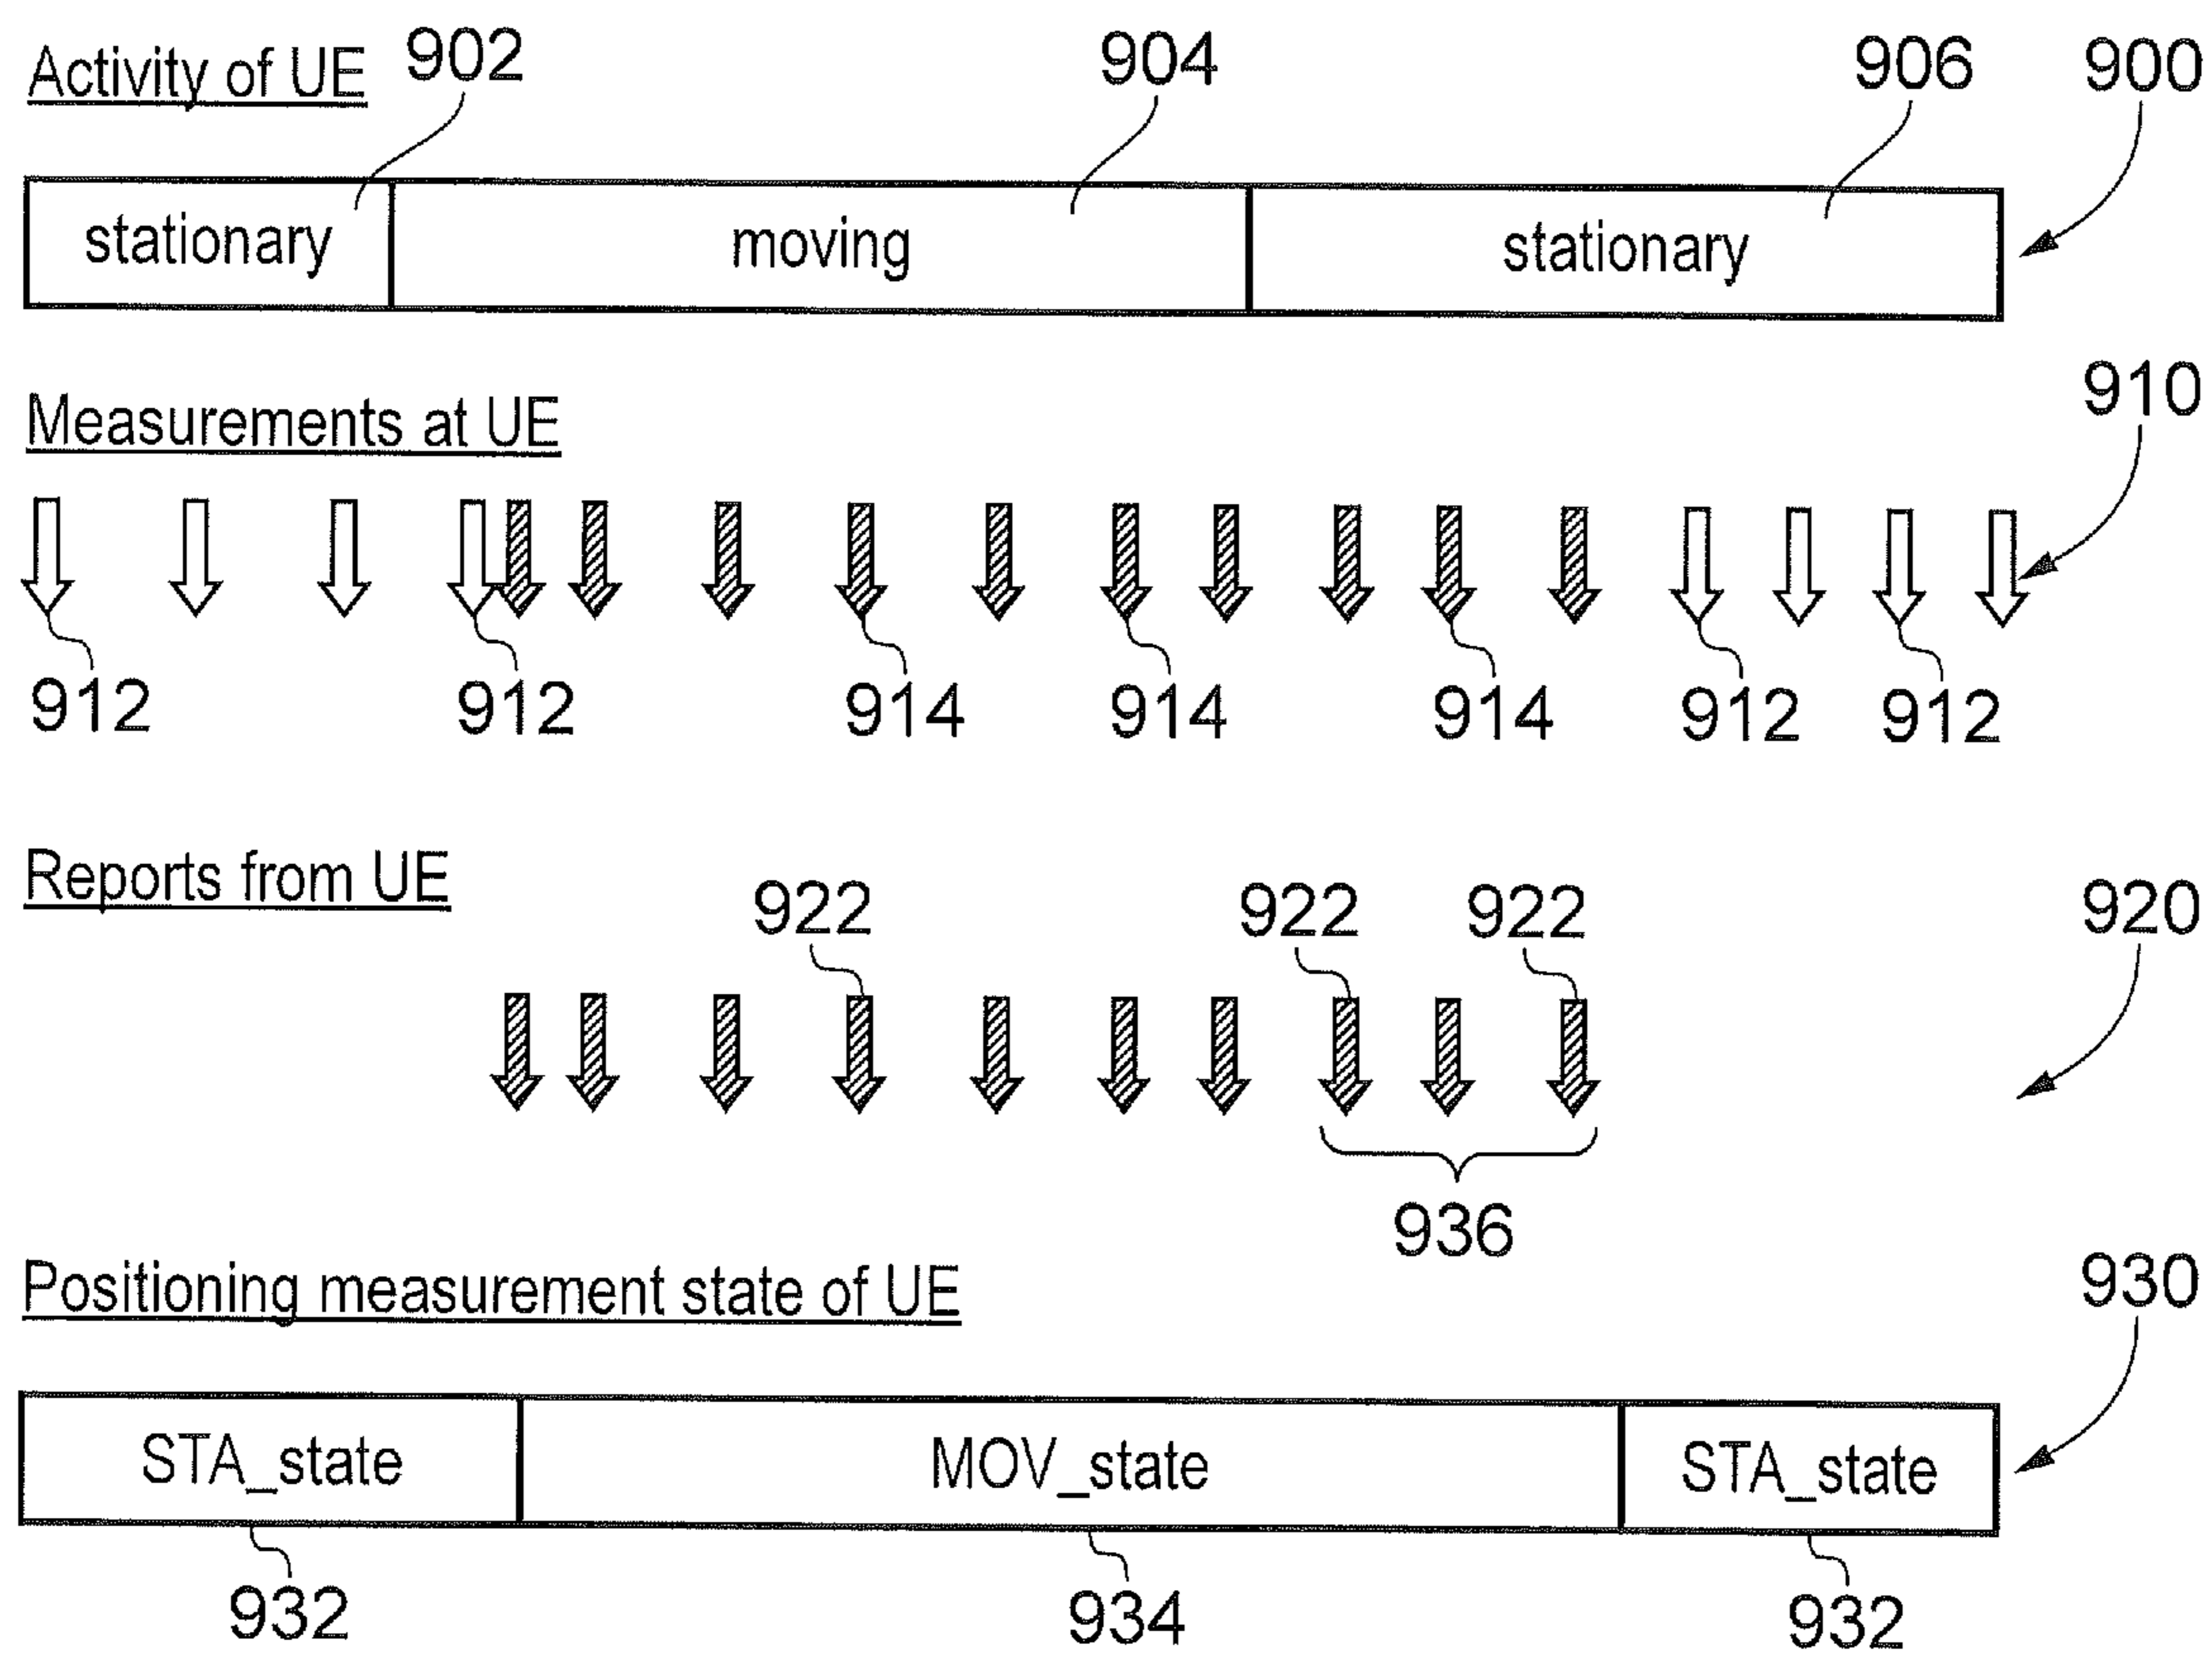 Activity of UE 902 904 906 900
stationary moving stationary
910
Measurements at UE
912 912 914 914 914 912 912
Reports from UE 922 922 922 920
936
Positioning measurement state of UE 930
STA_state MOV_state STA_state
932 934 932